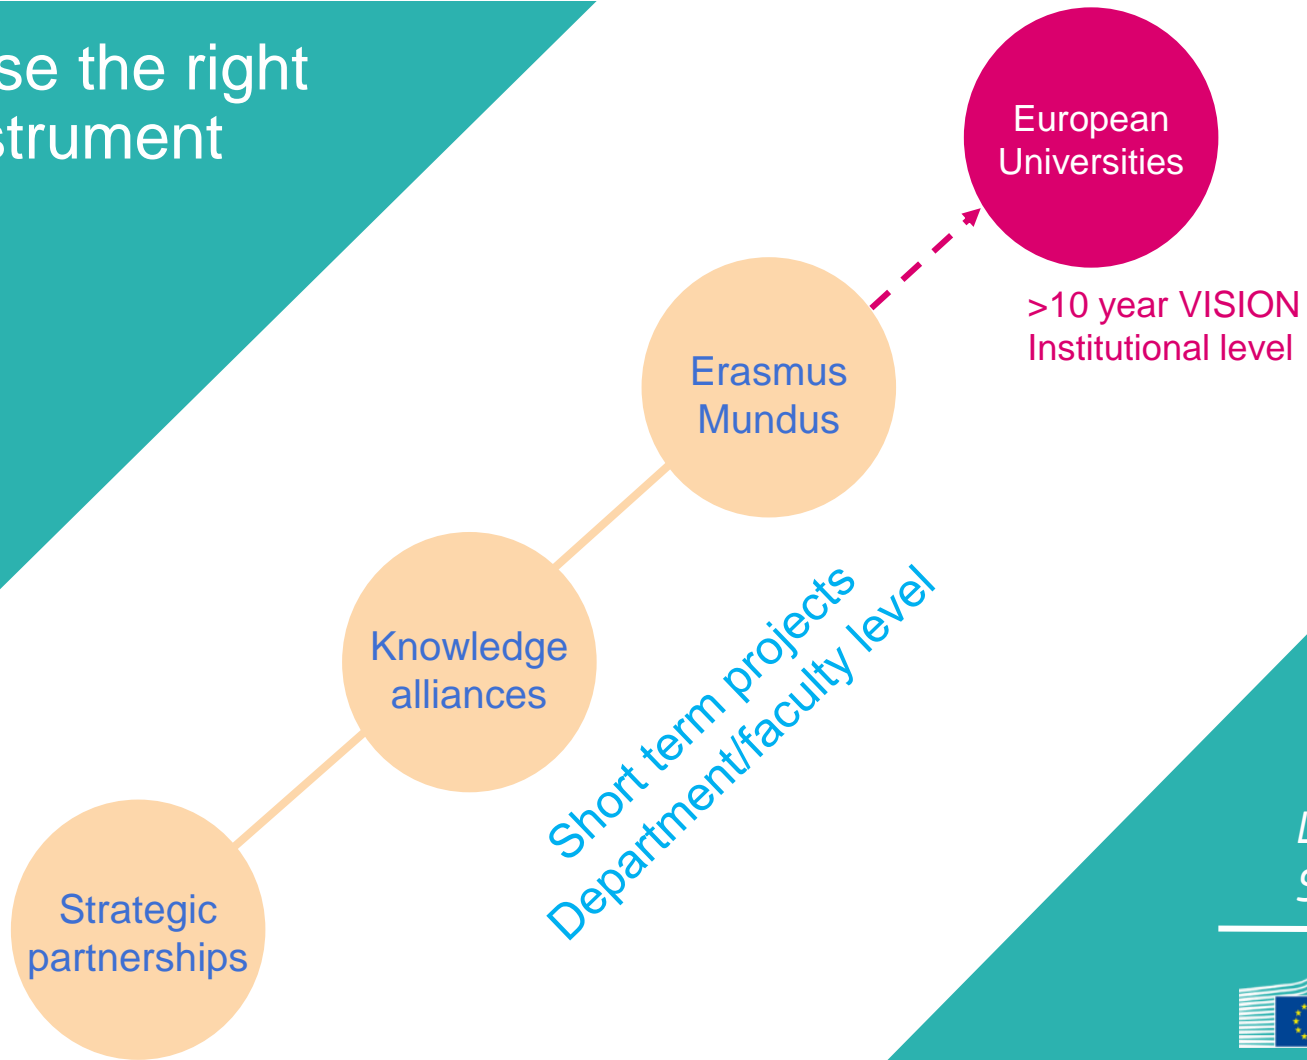 se the right
strument
European
Universities
>10 year VISION
Institutional level
Erasmus
Mundus
Knowledge
alliances
Short term projects
Department/faculty level
Strategic
partnerships